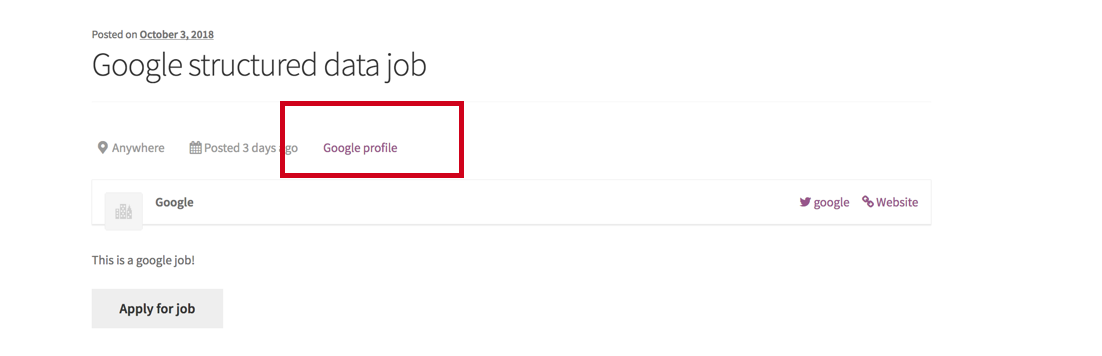 Posted on October 3, 2018
Google structured data job
Anywhere Posted 3 days ago Google profile
Google google Website
This is a google job!
Apply for job